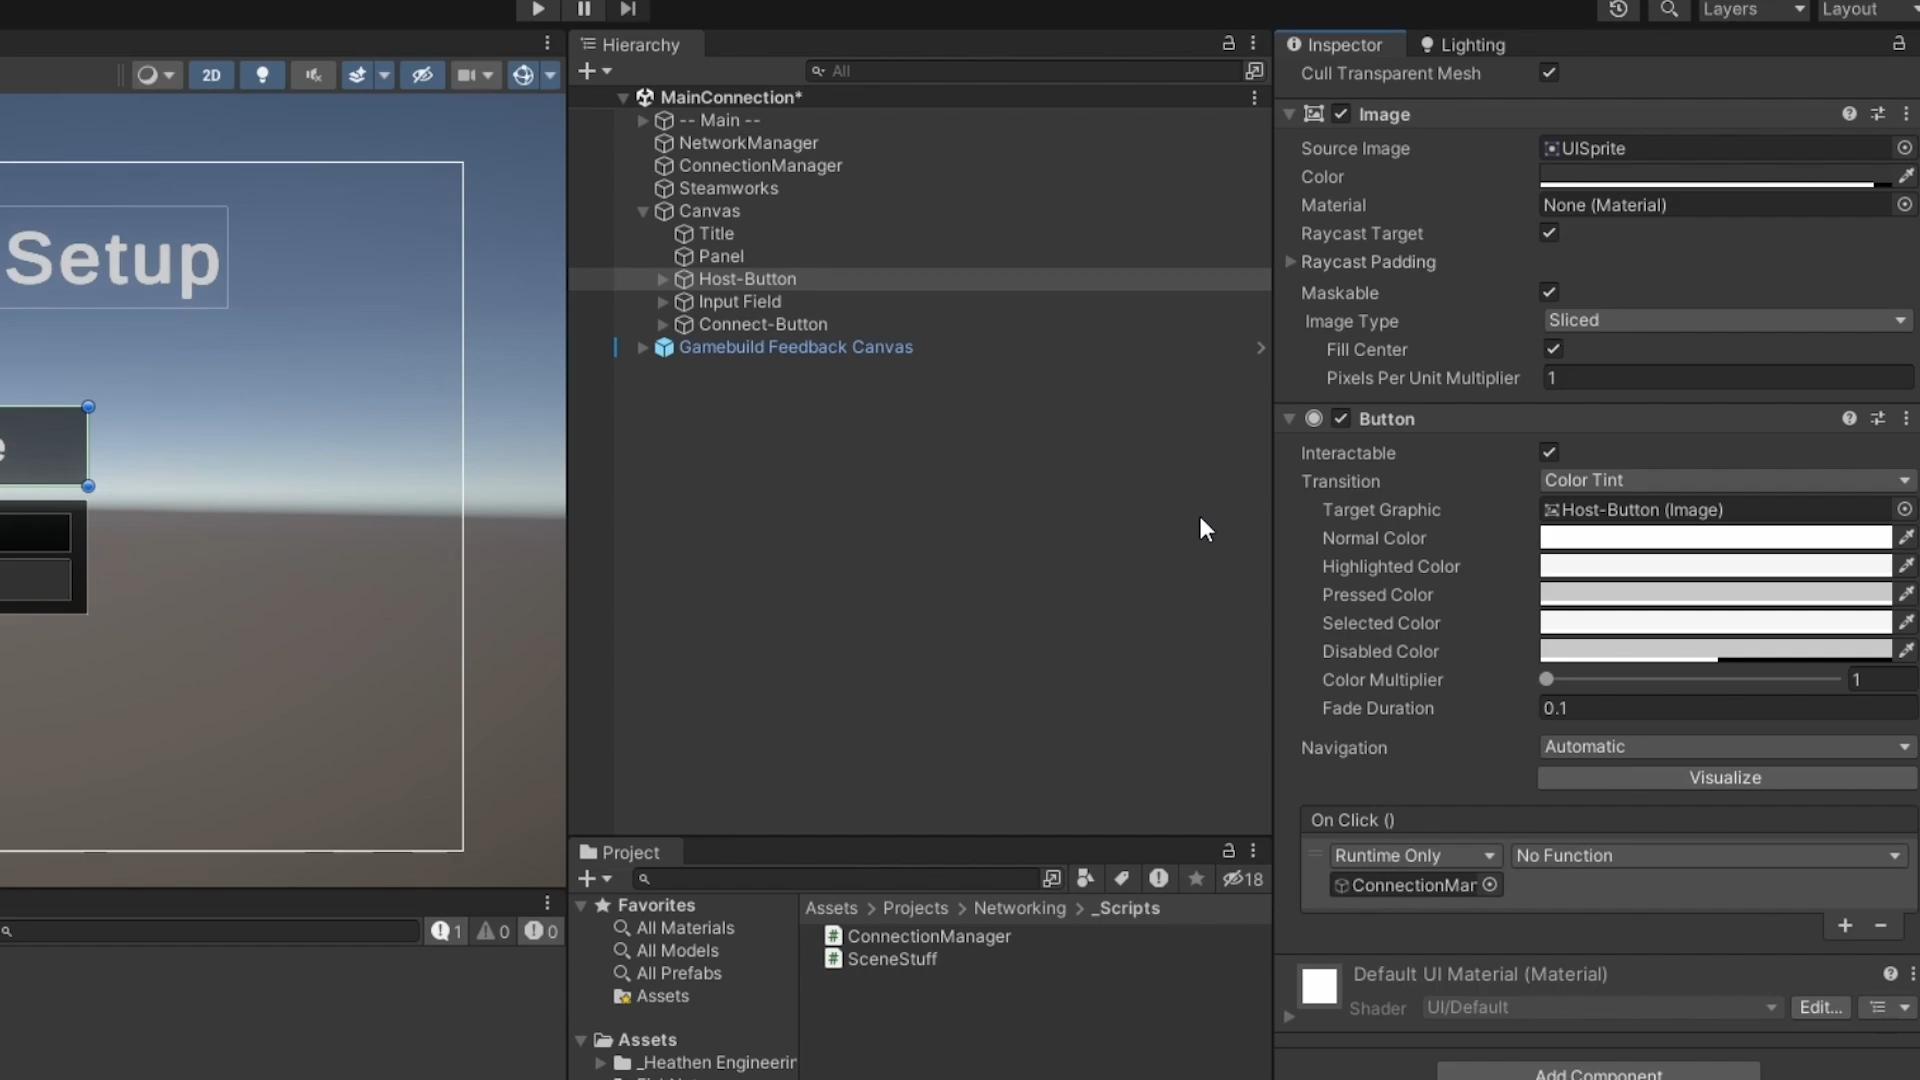 Layers
Layout
Hierarchy
Inspector
Lighting
2D
All
Cull Transparent Mesh
MainConnection*
-- Main --
NetworkManager
ConnectionManager
Steamworks
Canvas
Title
Panel
Host-Button
Input Field
Connect-Button
Gamebuild Feedback Canvas
Setup
e
Image
Source Image
UISprite
Color
Material
None (Material)
Raycast Target
Raycast Padding
Maskable
Image Type
Sliced
Fill Center
Pixels Per Unit Multiplier
1
Button
Interactable
Transition
Color Tint
Target Graphic
Host-Button (Image)
Normal Color
Highlighted Color
Pressed Color
Selected Color
Disabled Color
Color Multiplier
1
Fade Duration
0.1
Navigation
Automatic
Visualize
On Click ()
Runtime Only
No Function
ConnectionMar
Default UI Material (Material)
Shader
UI/Default
Edit...
Add Component
Project
18
1
0
0
Favorites
All Materials
All Models
All Prefabs
Assets
Assets
_Heathen Engineerin
Assets > Projects > Networking > _Scripts
ConnectionManager
SceneStuff